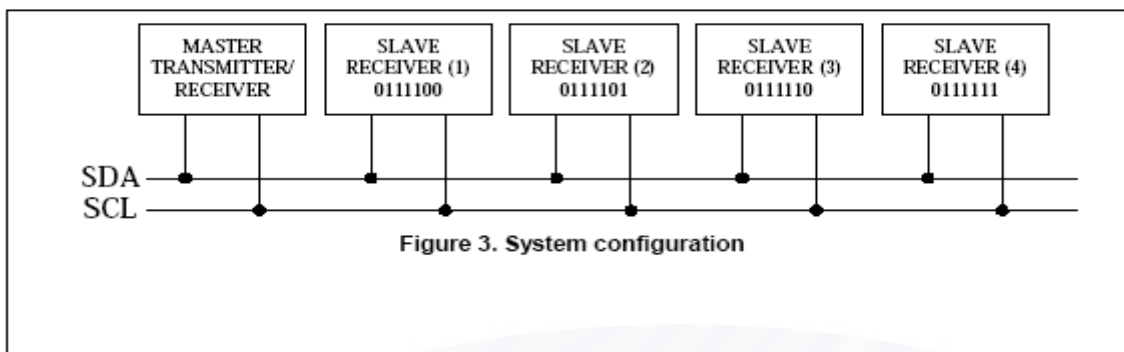 MASTER
TRANSMITTER/
RECEIVER
SLAVE
RECEIVER (1)
0111100
SLAVE
RECEIVER (2)
0111101
SLAVE
RECEIVER (3)
0111110
SLAVE
RECEIVER (4)
0111111
SDA
SCL
Figure 3. System configuration